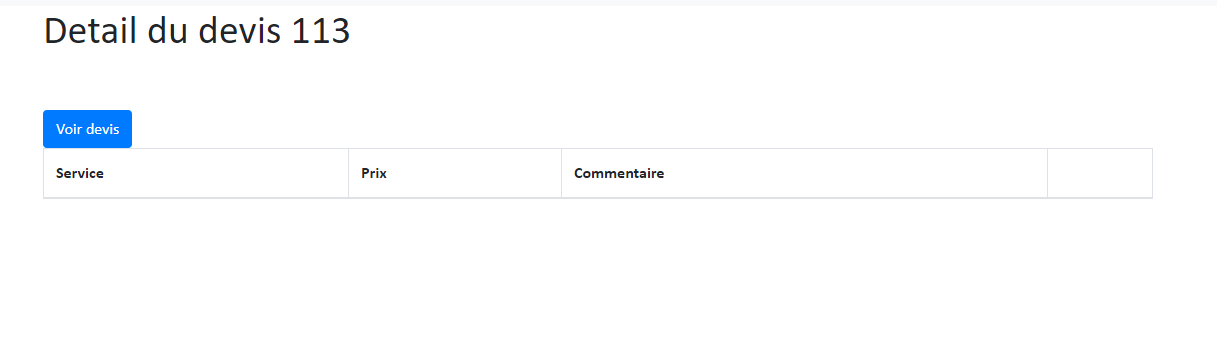 Detail du devis 113
Voir devis
Service Prix Commentaire